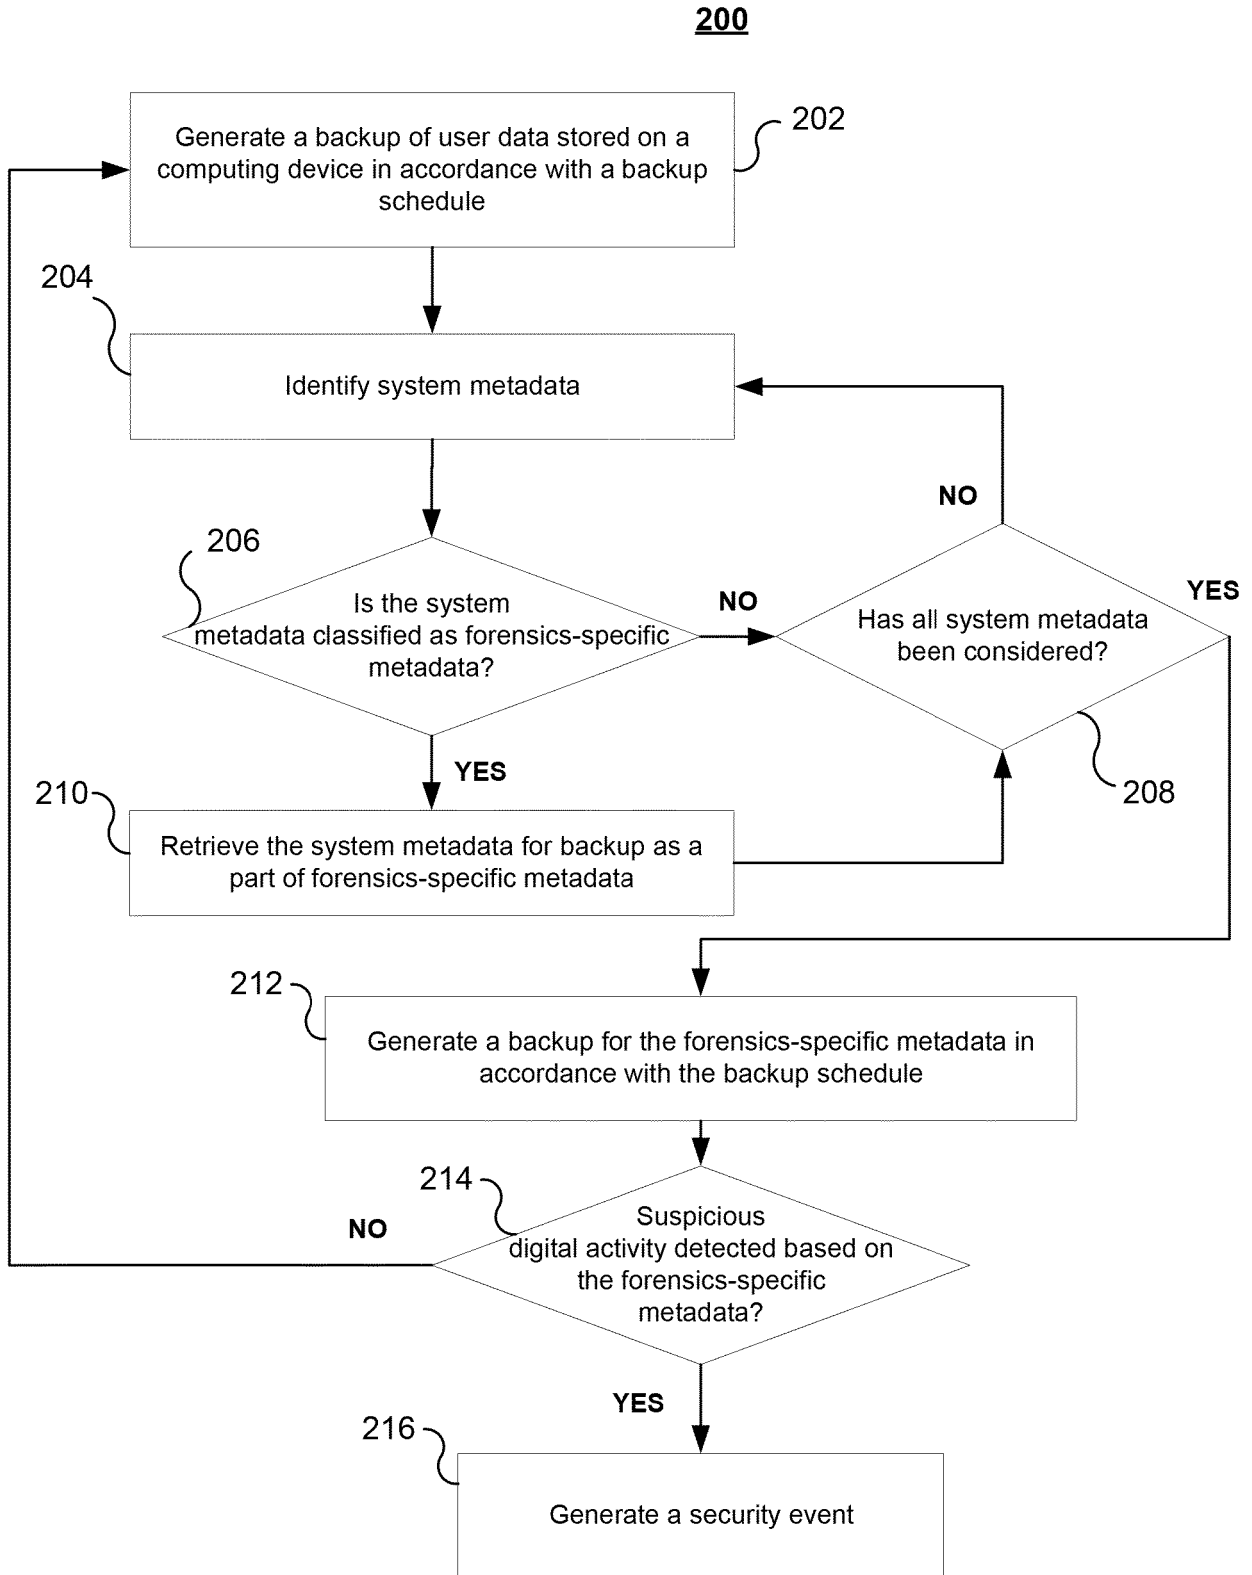 200
Generate a backup of user data stored on a
computing device in accordance with a backup
schedule
202
204
Identify system metadata
NO
206
Is the system
metadata classified as forensics-specific
metadata?
NO
YES
Has all system metadata
been considered?
YES
208
210
Retrieve the system metadata for backup as a
part of forensics-specific metadata
212
Generate a backup for the forensics-specific metadata in
accordance with the backup schedule
214
NO
Suspicious
digital activity detected based on
the forensics-specific
metadata?
YES
216
Generate a security event